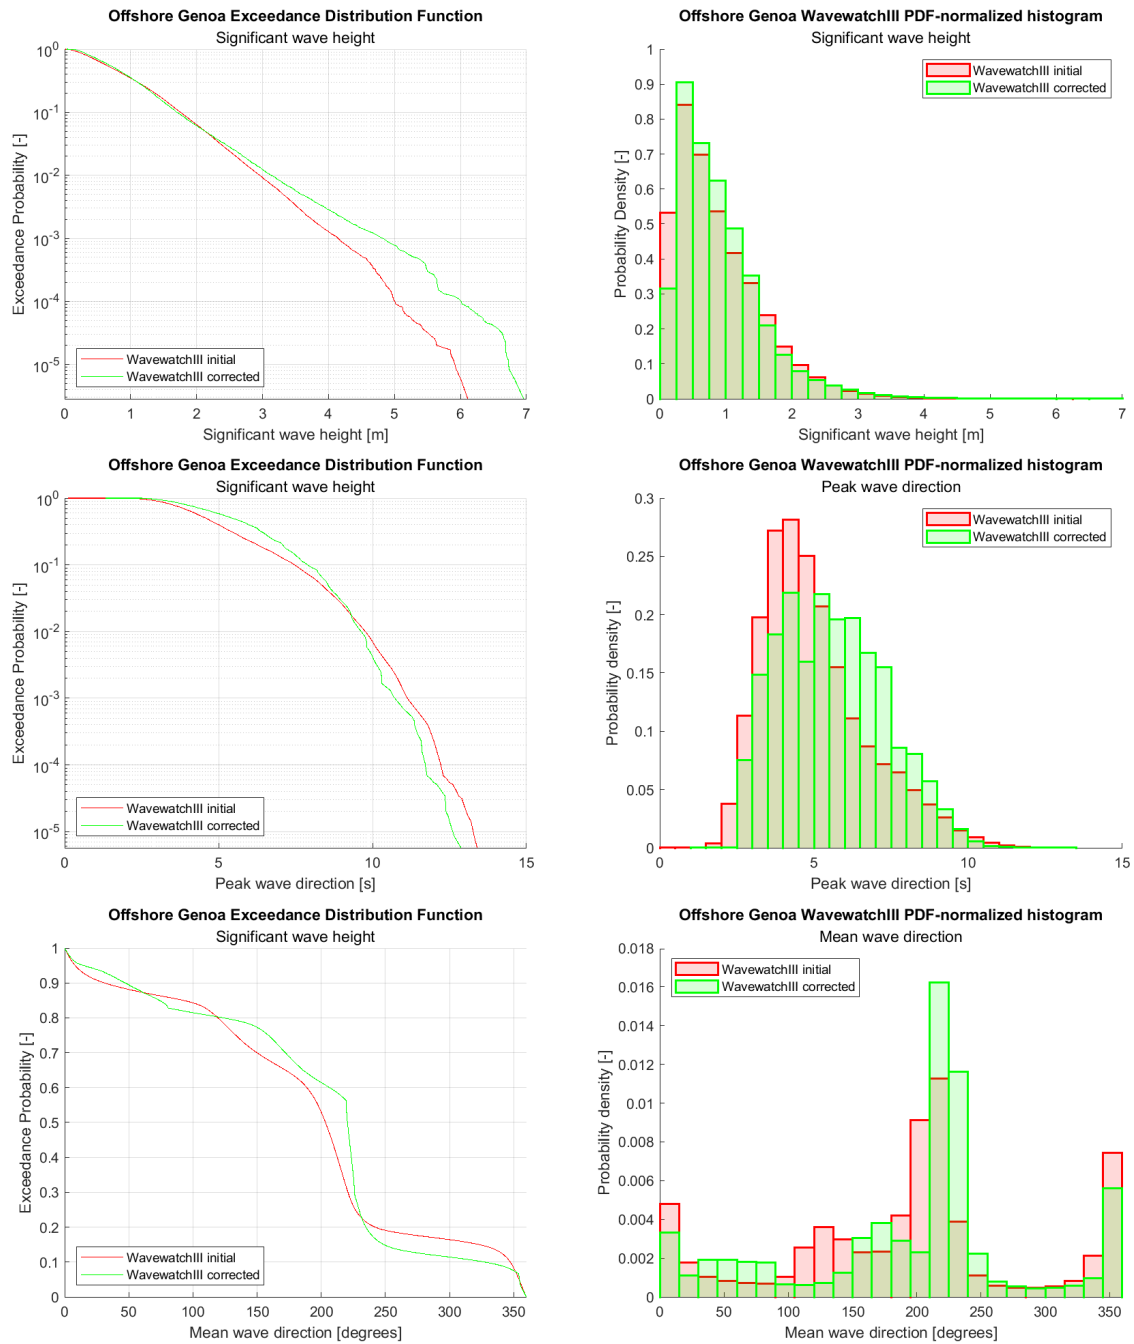 Offshore Genoa Exceedance Distribution Function
Significant wave height
10^0
10^-1
10^-2
10^-3
10^-4
10^-5
Exceedance Probability [-]
WavewatchIII initial
WavewatchIII corrected
0 1 2 3 4 5 6 7
Significant wave height [m]
Offshore Genoa WavewatchIII PDF-normalized histogram
Significant wave height
1
0.9
0.8
0.7
0.6
0.5
0.4
0.3
0.2
0.1
0
Probability Density [-]
WavewatchIII initial
WavewatchIII corrected
0 1 2 3 4 5 6 7
Significant wave height [m]
Offshore Genoa Exceedance Distribution Function
Significant wave height
10^0
10^-1
10^-2
10^-3
10^-4
10^-5
Exceedance Probability [-]
WavewatchIII initial
WavewatchIII corrected
0 5 10 15
Peak wave direction [s]
Offshore Genoa WavewatchIII PDF-normalized histogram
Peak wave direction
0.3
0.25
0.2
0.15
0.1
0.05
0
Probability density [-]
WavewatchIII initial
WavewatchIII corrected
0 5 10 15
Peak wave direction [s]
Offshore Genoa Exceedance Distribution Function
Significant wave height
1
0.9
0.8
0.7
0.6
0.5
0.4
0.3
0.2
0.1
0
Exceedance Probability [-]
WavewatchIII initial
WavewatchIII corrected
0 50 100 150 200 250 300 350
Mean wave direction [degrees]
Offshore Genoa WavewatchIII PDF-normalized histogram
Mean wave direction
0.018
0.016
0.014
0.012
0.01
0.008
0.006
0.004
0.002
0
Probability density [-]
WavewatchIII initial
WavewatchIII corrected
0 50 100 150 200 250 300 350
Mean wave direction [degrees]